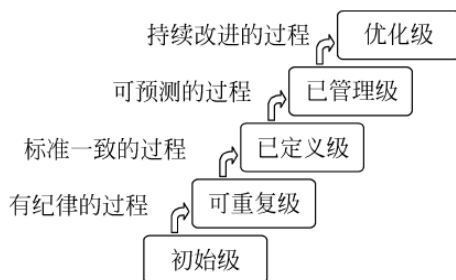 持续改进的过程
优化级
可预测的过程
已管理级
标准一致的过程
已定义级
有纪律的过程
可重复级
初始级